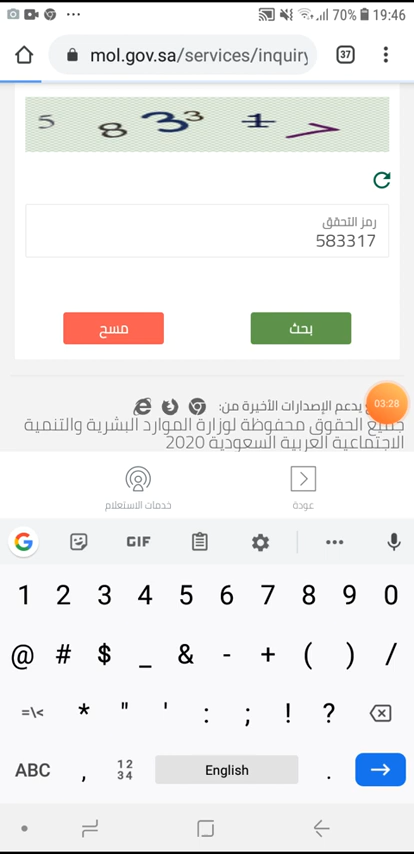 70% 19:46
mol.gov.sa/services/inquiry
37
5 8 3 3 1 7
رمز التحقق
583317
بحث
مسح
03:28
يدعم الإصدارات الأخيرة من:
جميع الحقوق محفوظة لوزارة الموارد البشرية والتنمية
الاجتماعية العربية السعودية 2020
عودة
خدمات الاستعلام
G GIF
1 2 3 4 5 6 7 8 9 0
@ # $ _ & - + ( ) /
=\< * " ' : ; ! ?
ABC , 12 34 English .